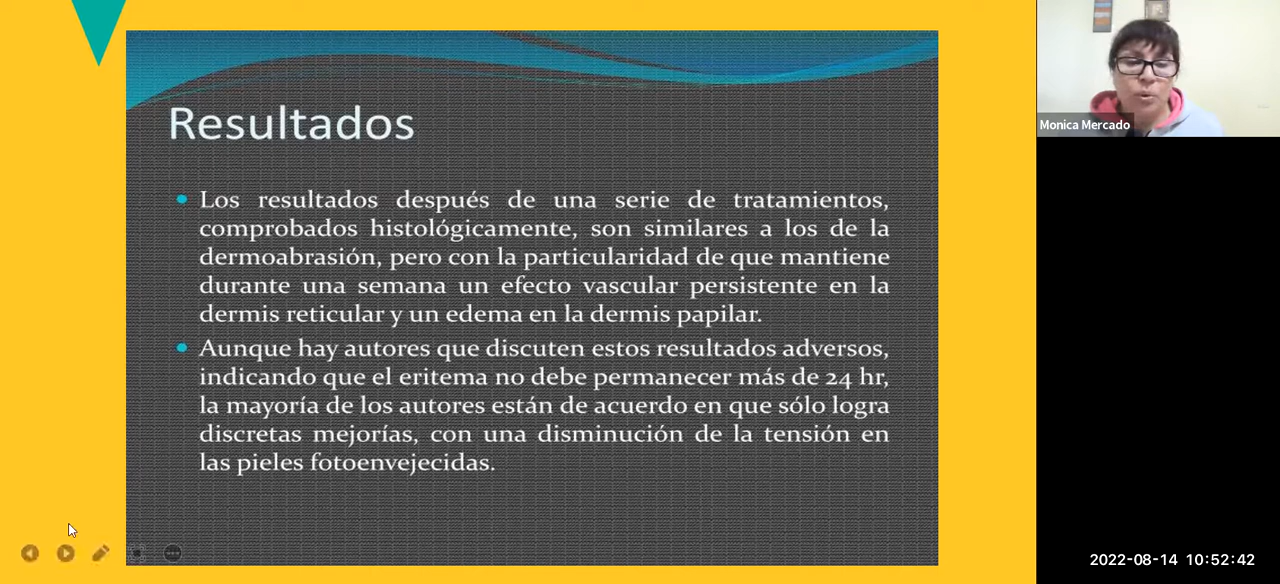 Resultados
Los resultados después de una serie de tratamientos,
comprobados histológicamente, son similares a los de la
dermoabrasión, pero con la particularidad de que mantiene
durante una semana un efecto vascular persistente en la
dermis reticular y un edema en la dermis papilar.
Aunque hay autores que discuten estos resultados adversos,
indicando que el eritema no debe permanecer más de 24 hr,
la mayoría de los autores están de acuerdo en que sólo logra
discretas mejorías, con una disminución de la tensión en
las pieles fotoenvejecidas.
Monica Mercado
2022-08-14 10:52:42